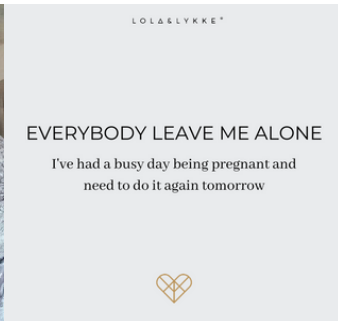 LOLA&LYKKE®
EVERYBODY LEAVE ME ALONE
I've had a busy day being pregnant and
need to do it again tomorrow